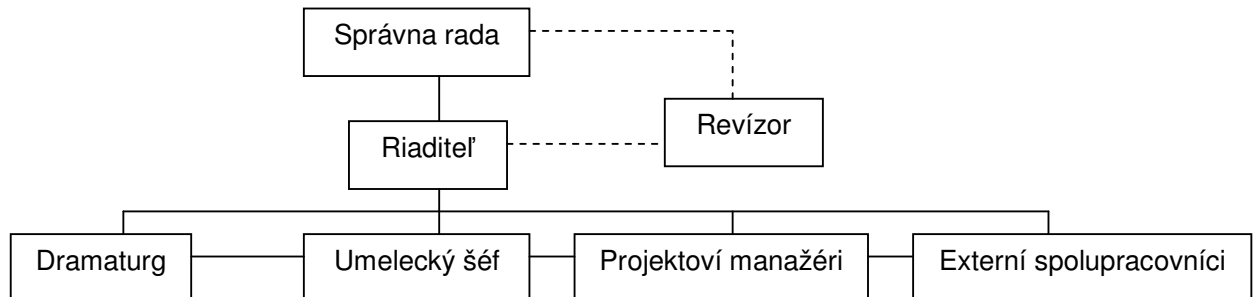 Správna rada
Revízor
Riaditeľ
Dramaturg
Umelecký šéf
Projektoví manažéri
Externí spolupracovníci